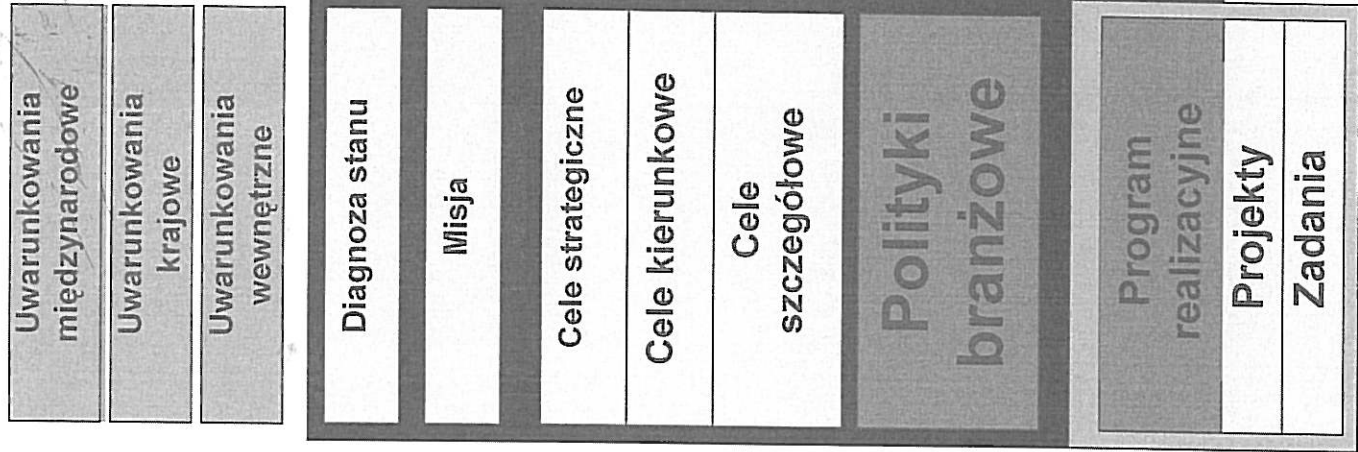 Uwarunkowania
międzynarodowe
Uwarunkowania
krajowe
Uwarunkowania
wewnętrzne
Diagnoza stanu
Misja
Cele strategiczne
Cele kierunkowe
Cele
szczegółowe
Polityki
branżowe
Program
realizacyjne
Projekty
Zadania